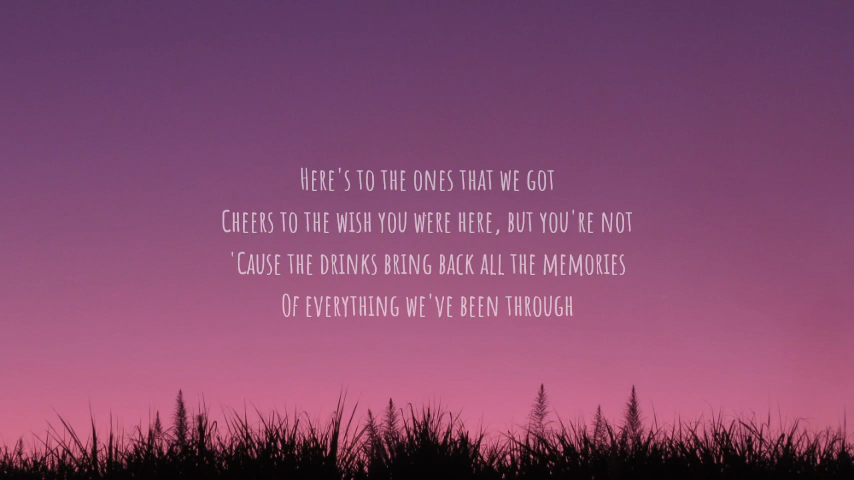 Here's to the ones that we got
Cheers to the wish you were here, but you're not
'Cause the drinks bring back all the memories
Of everything we've been through